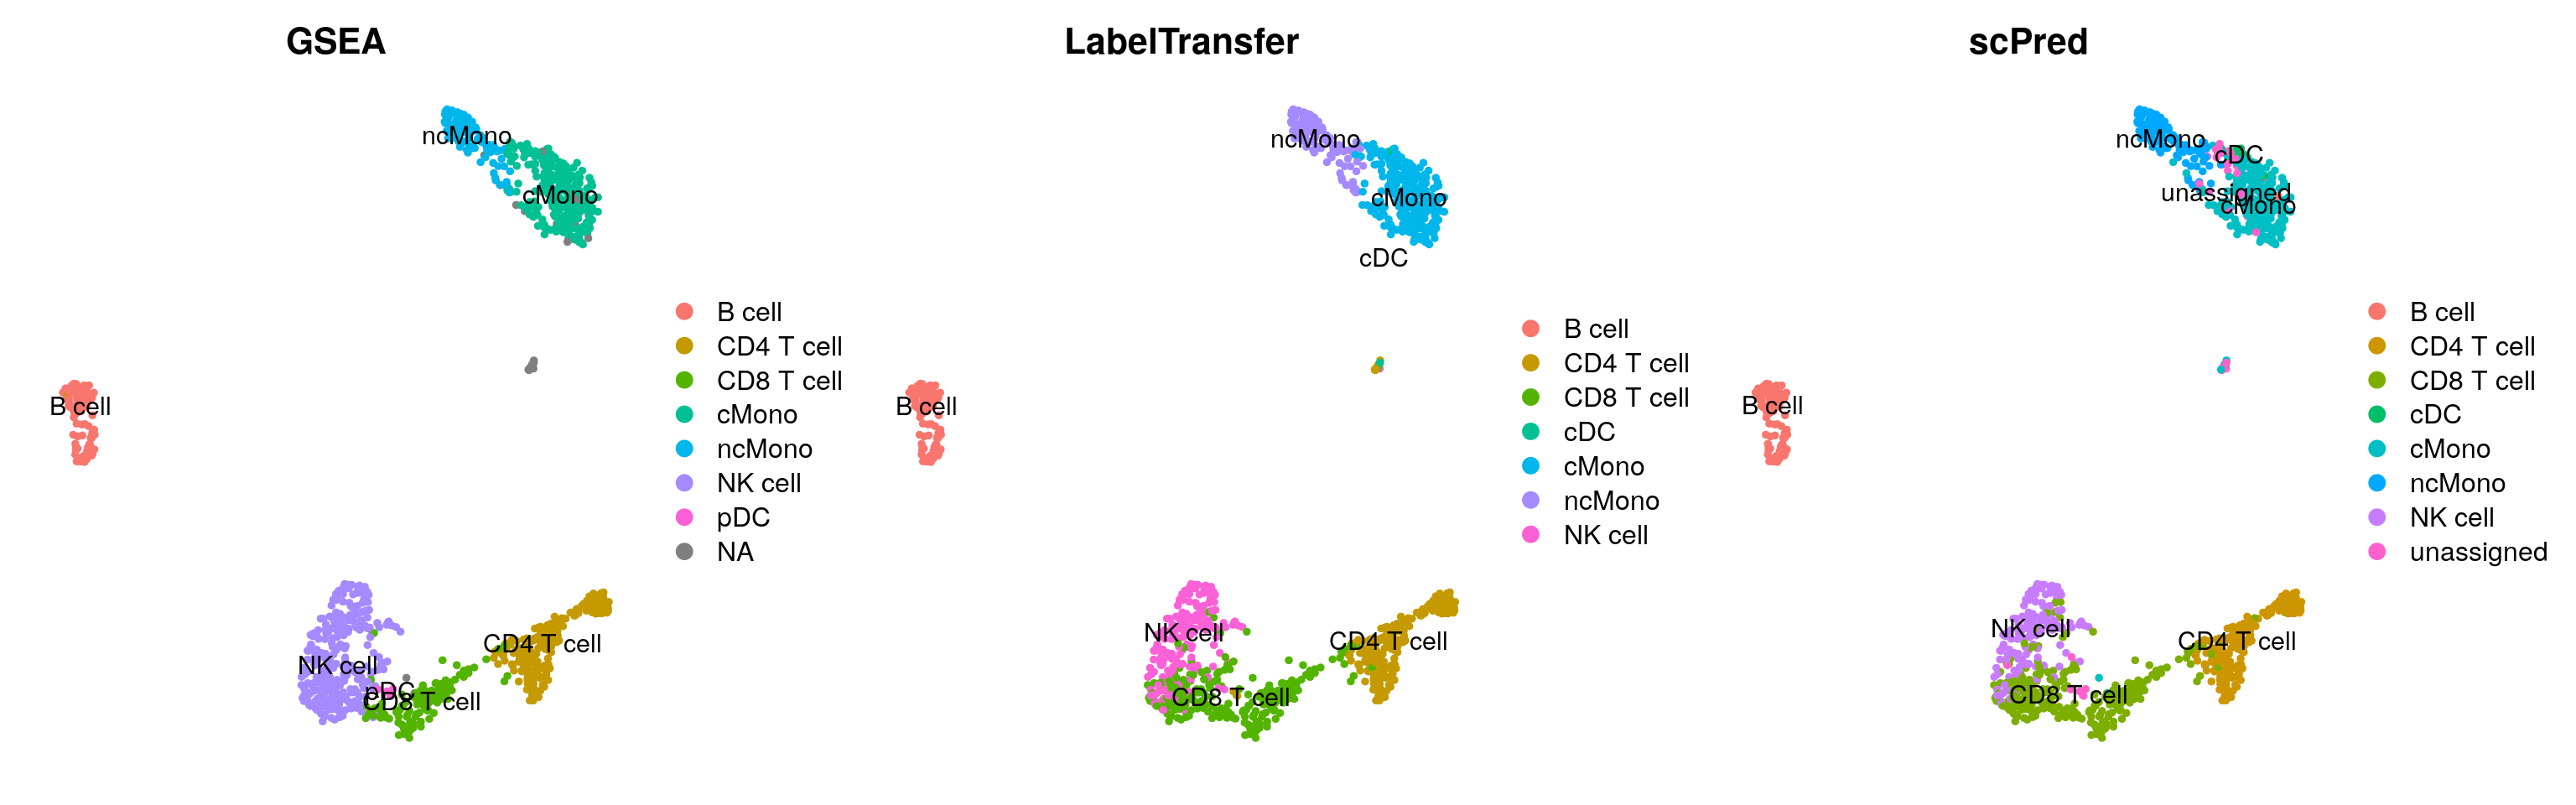 GSEA
ncMono
cMono
B cell
NK cell
pDC
CD8 T cell
CD4 T cell
B cell
CD4 T cell
CD8 T cell
cMono
ncMono
NK cell
pDC
NA
LabelTransfer
ncMono
cMono
cDC
B cell
NK cell
CD8 T cell
CD4 T cell
B cell
CD4 T cell
CD8 T cell
cDC
cMono
ncMono
NK cell
scPred
ncMono
cDC
unassigned
cMono
B cell
NK cell
CD8 T cell
CD4 T cell
B cell
CD4 T cell
CD8 T cell
cDC
cMono
ncMono
NK cell
unassigned